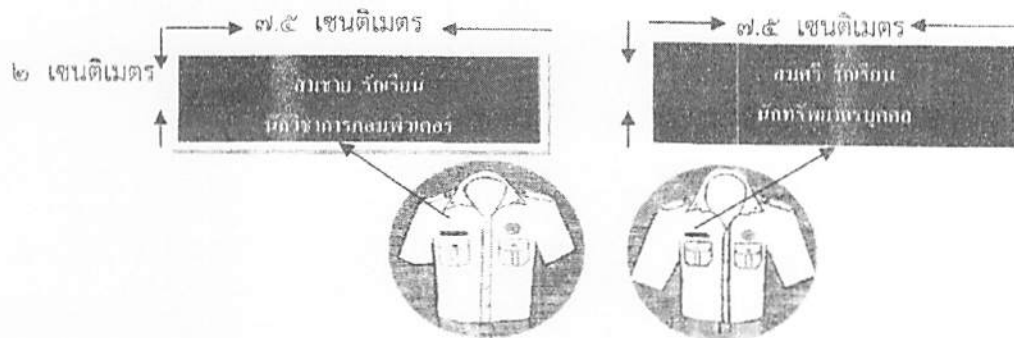 ๗.๕ เซนติเมตร
๗.๕ เซนติเมตร
๒ เซนติเมตร
สมชาย รักเรียน
นักวิชาการคอมพิวเตอร์
สมศรี รักเรียน
นักทรัพยากรบุคคล